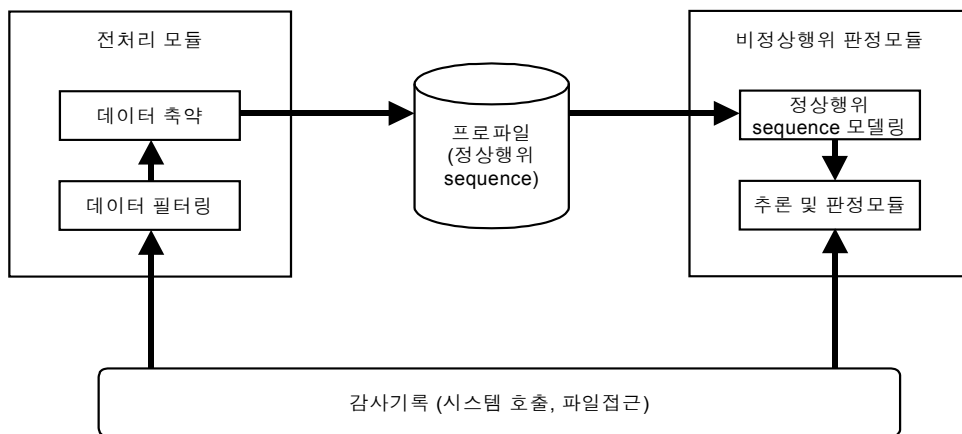 전처리 모듈
데이터 축약
데이터 필터링
프로파일
(정상행위
sequence)
비정상행위 판정모듈
정상행위
sequence 모델링
추론 및 판정모듈
감사기록 (시스템 호출, 파일접근)